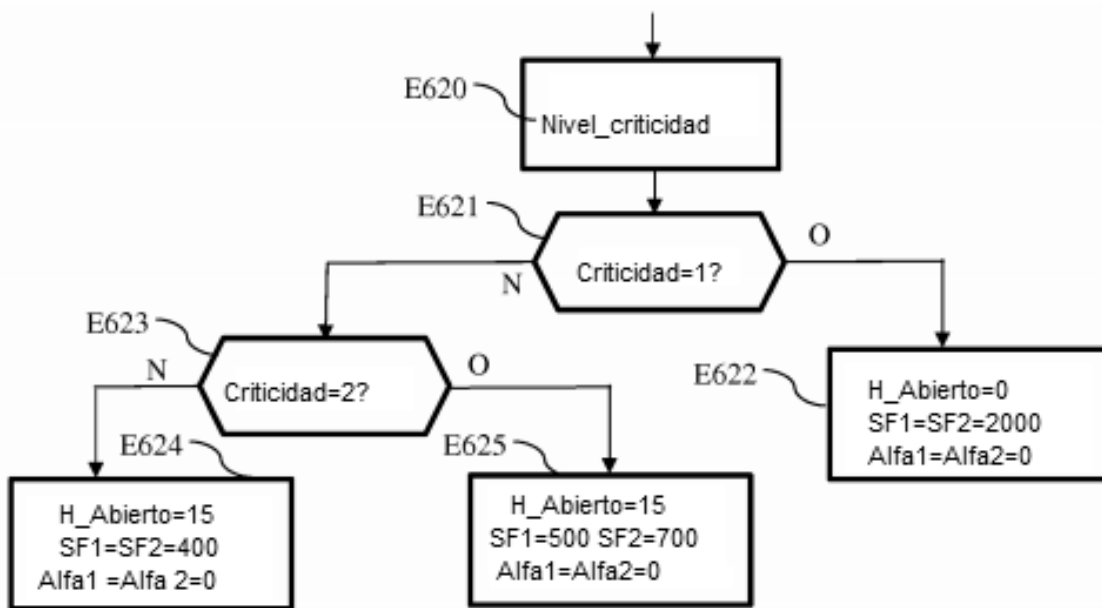 E620
Nivel_criticidad
E621
Criticidad=1?
O
N
E623
Criticidad=2?
N
O
E622
H_Abierto=0
SF1=SF2=2000
Alfa1=Alfa2=0
E624
H_Abierto=15
SF1=SF2=400
Alfa1 =Alfa 2=0
E625
H_Abierto=15
SF1=500 SF2=700
Alfa1=Alfa2=0